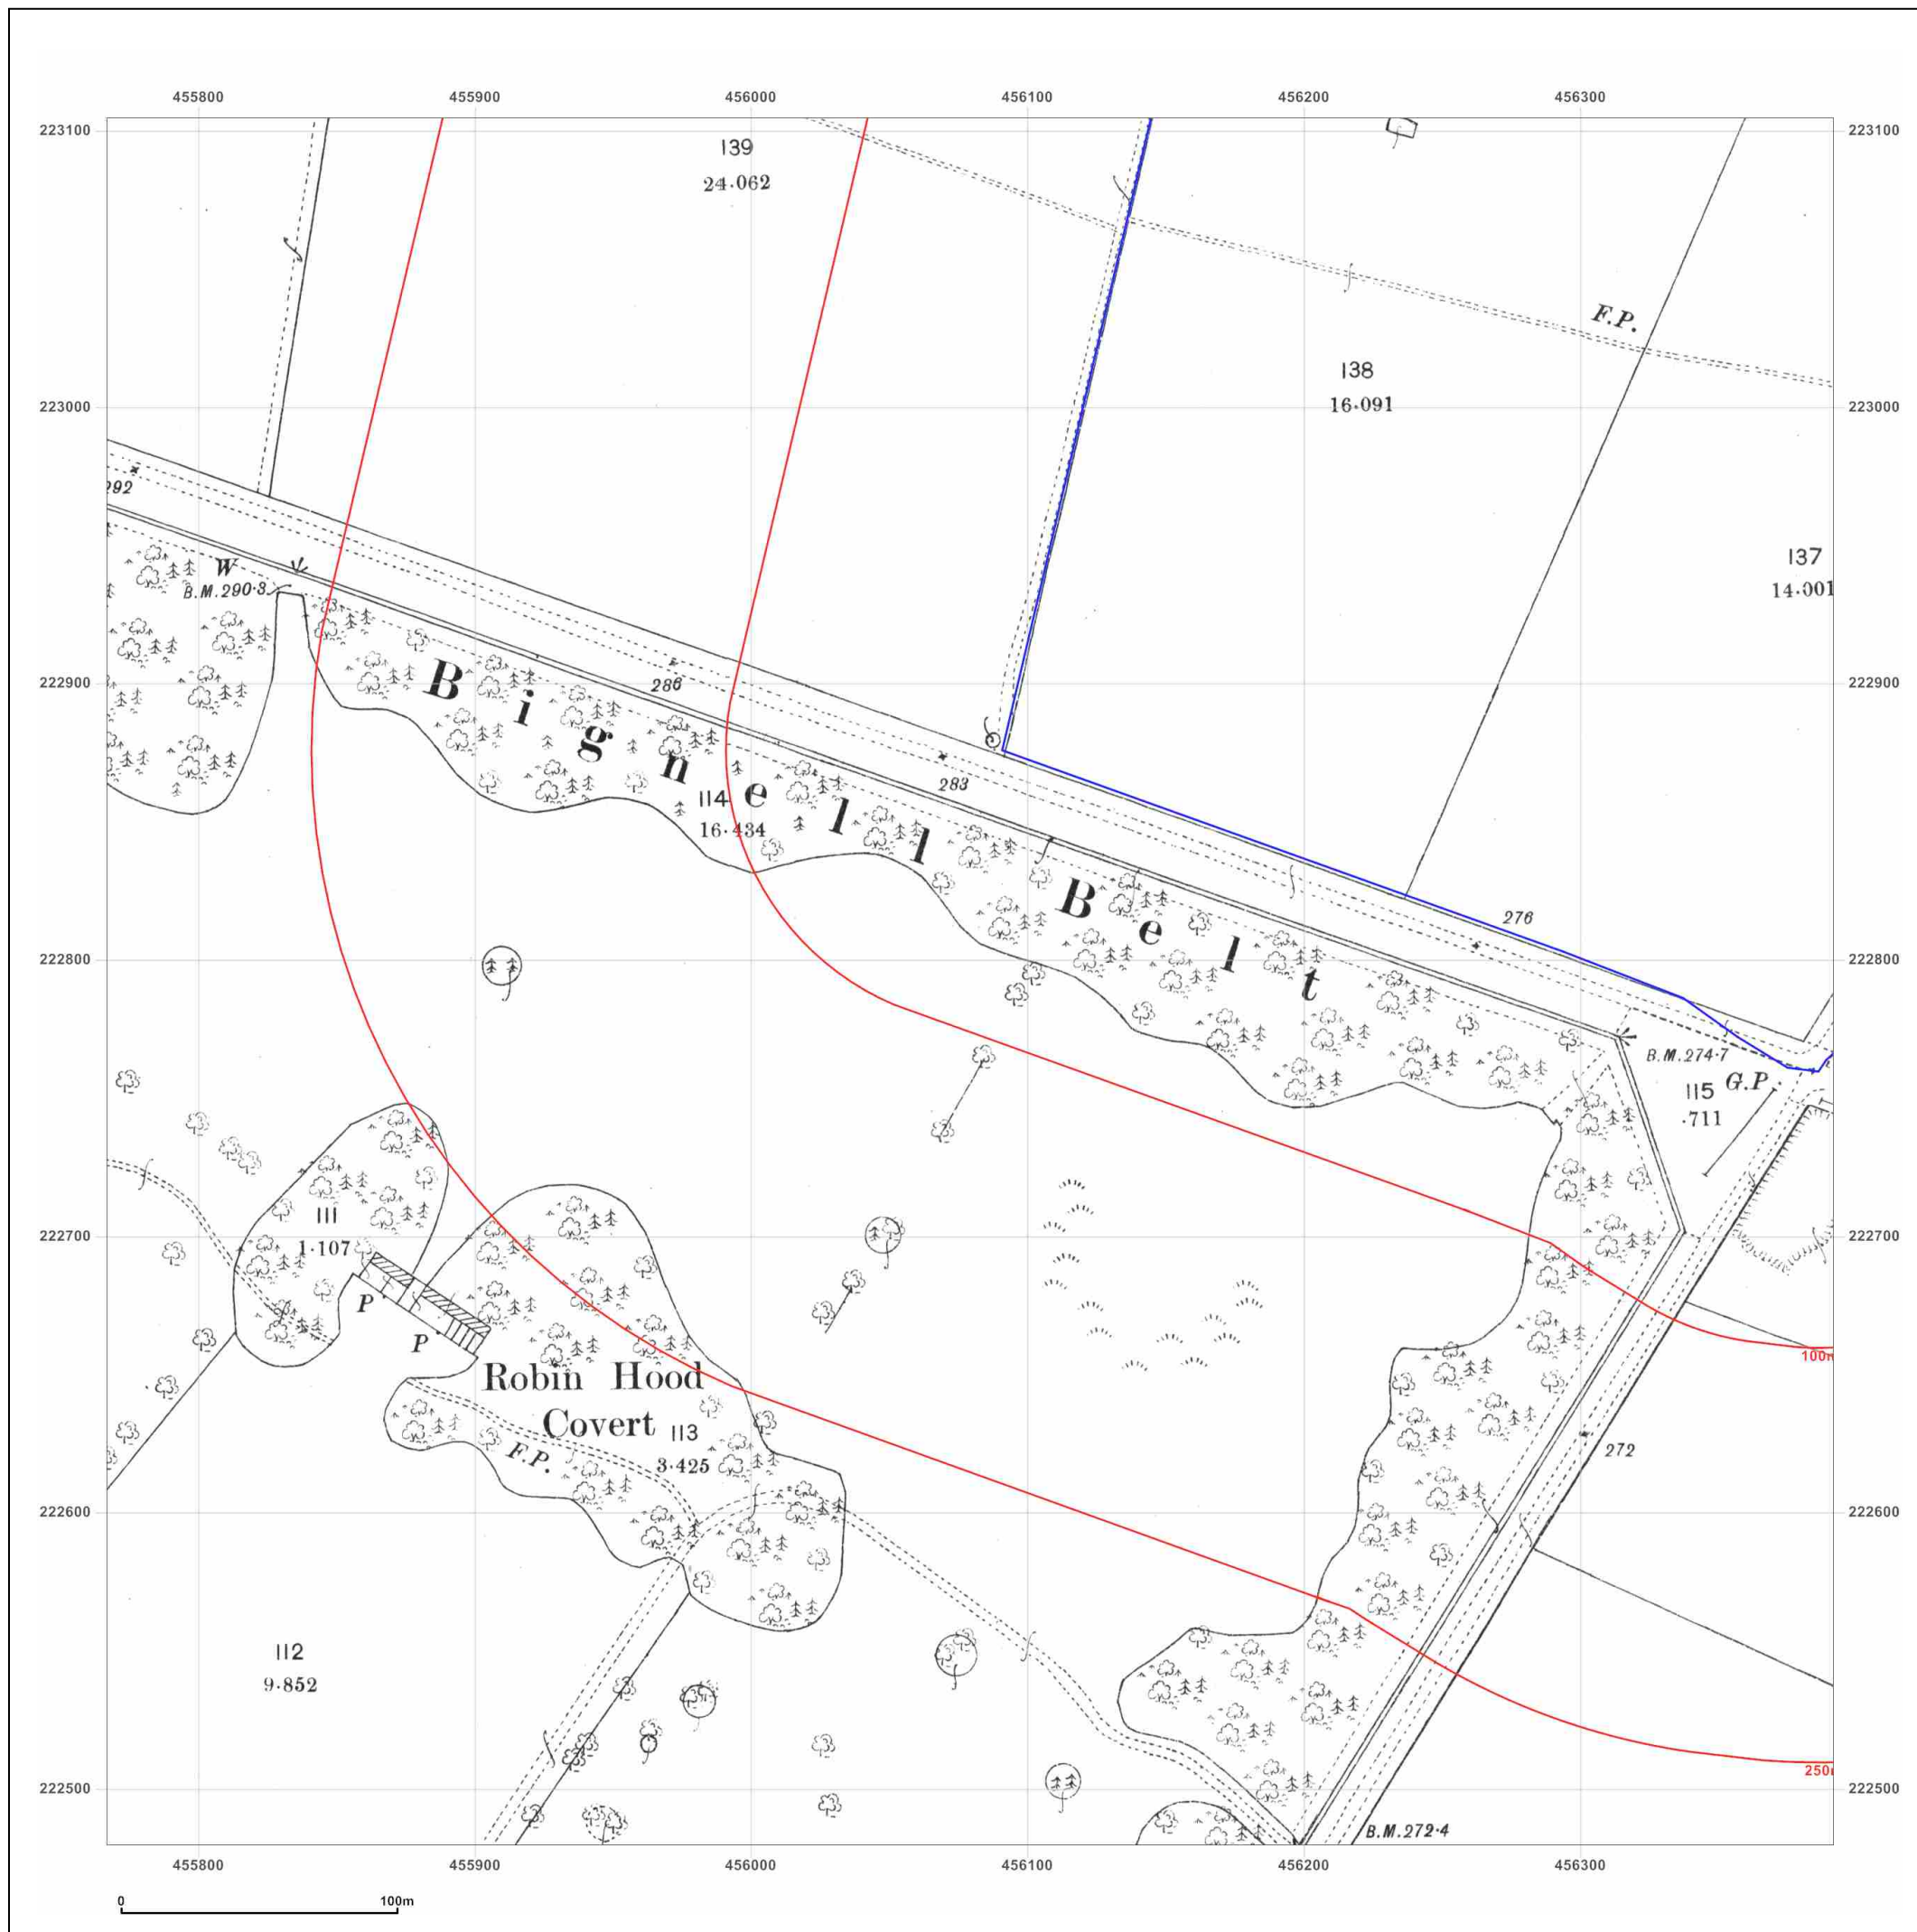 455800 455900 456000 456100 456200 456300
223100 223100
139
24·062
F.P.
138
16·091
223000 223000
292
137
14·001
W
B.M.290·3
222900 222900
286
283
Bignell Belt
114
16·434
276
222800 222800
B.M.274·7
G.P.
115
·711
111
1·107
222700 222700
P
P
100m
Robin Hood
Covert
113
3·425
F.P.
272
222600 222600
112
9·852
250m
222500 222500
B.M.272·4
455800 455900 456000 456100 456200 456300
0 100m